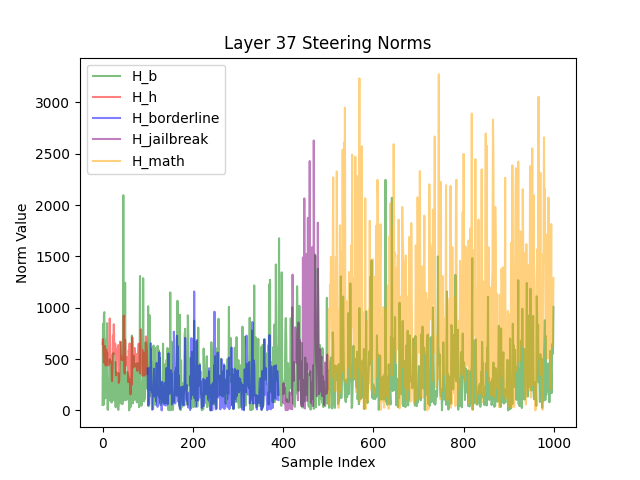 Layer 37 Steering Norms
H_b
H_h
H_borderline
H_jailbreak
H_math
Norm Value
3000
2500
2000
1500
1000
500
0
0 200 400 600 800 1000
Sample Index